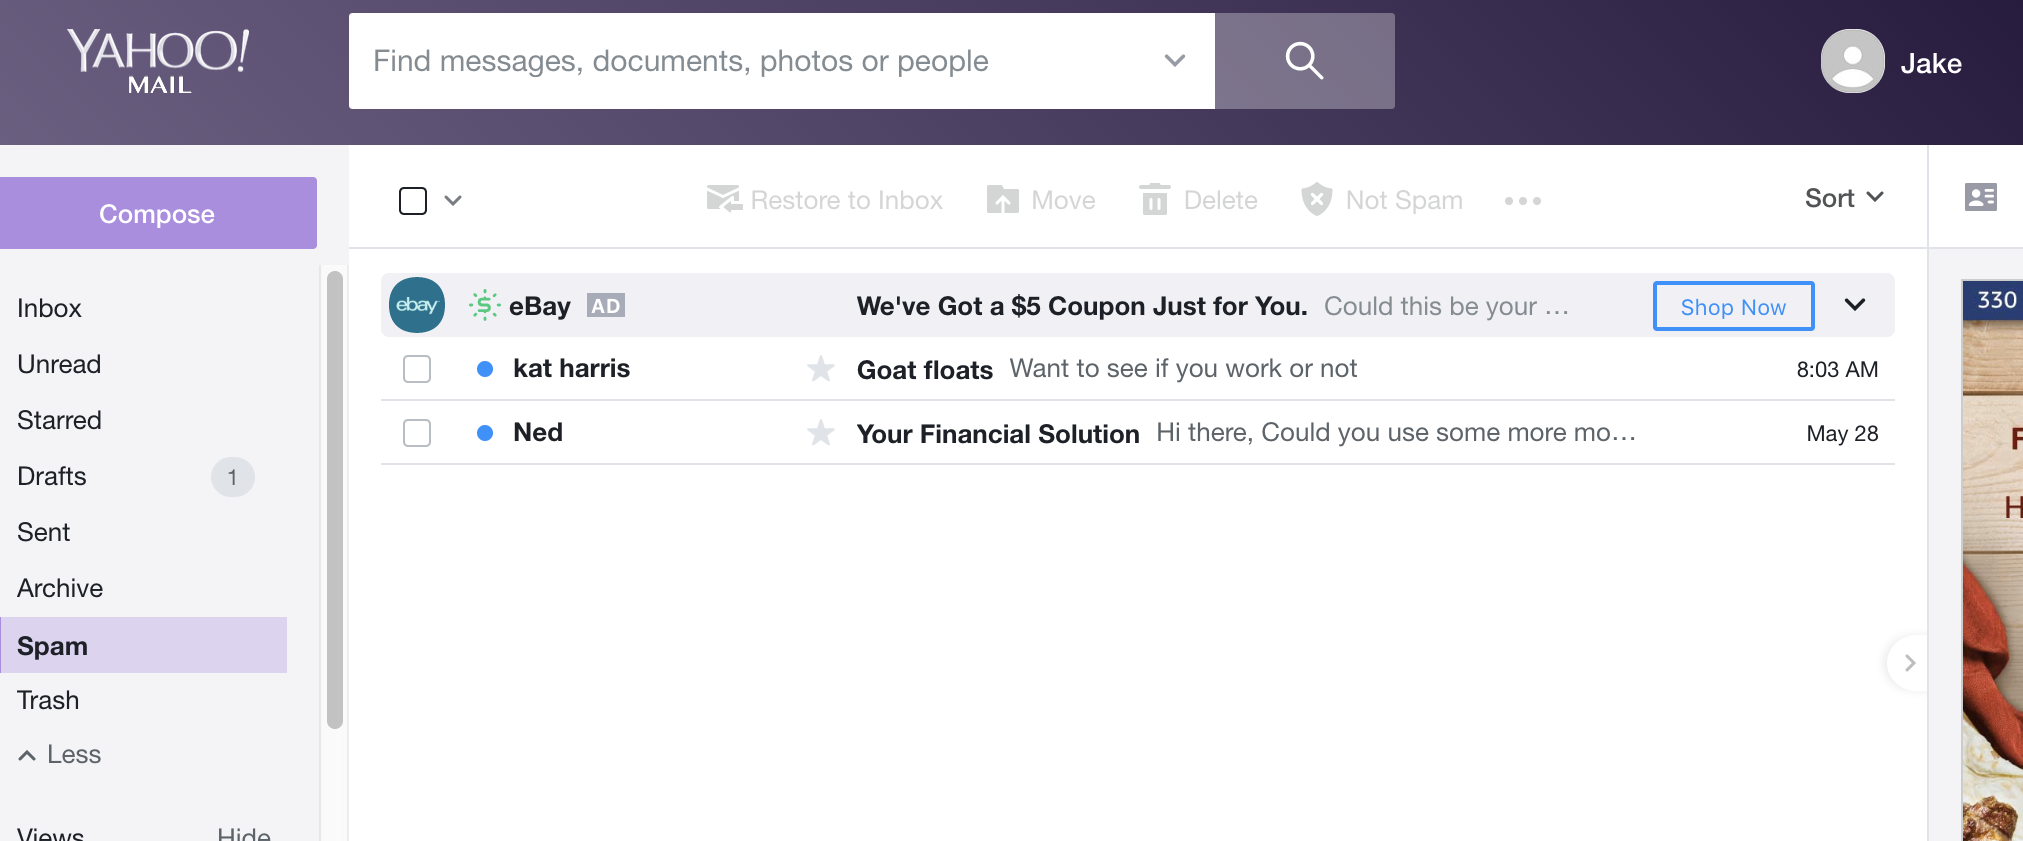 YAHOO!
MAIL
Find messages, documents, photos or people
Jake
Compose
Restore to Inbox Move Delete Not Spam
Sort
Inbox
Unread
Starred
Drafts 1
Sent
Archive
Spam
Trash
Less
Views Hide
ebay eBay AD We've Got a $5 Coupon Just for You. Could this be your ... Shop Now
kat harris Goat floats Want to see if you work or not 8:03 AM
Ned Your Financial Solution Hi there, Could you use some more mo... May 28
330